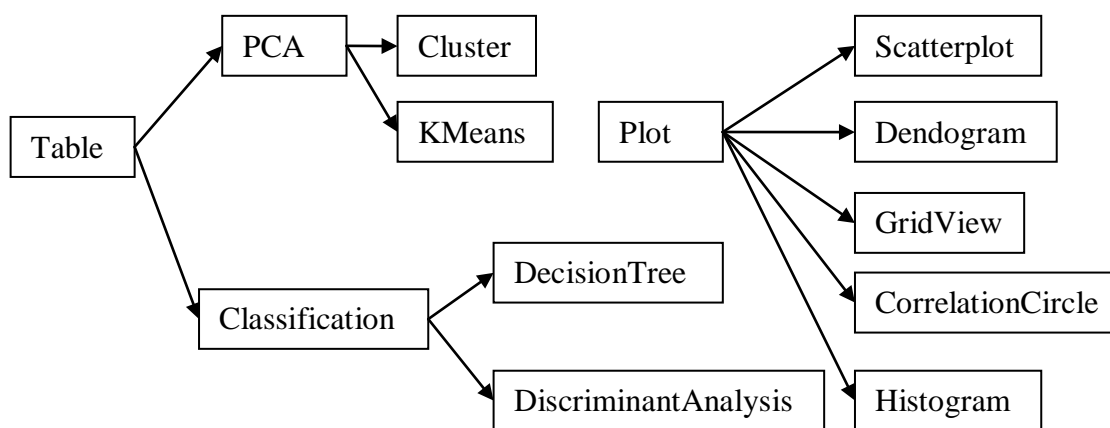 Table
PCA
Cluster
KMeans
Classification
DecisionTree
DiscriminantAnalysis
Plot
Scatterplot
Dendogram
GridView
CorrelationCircle
Histogram